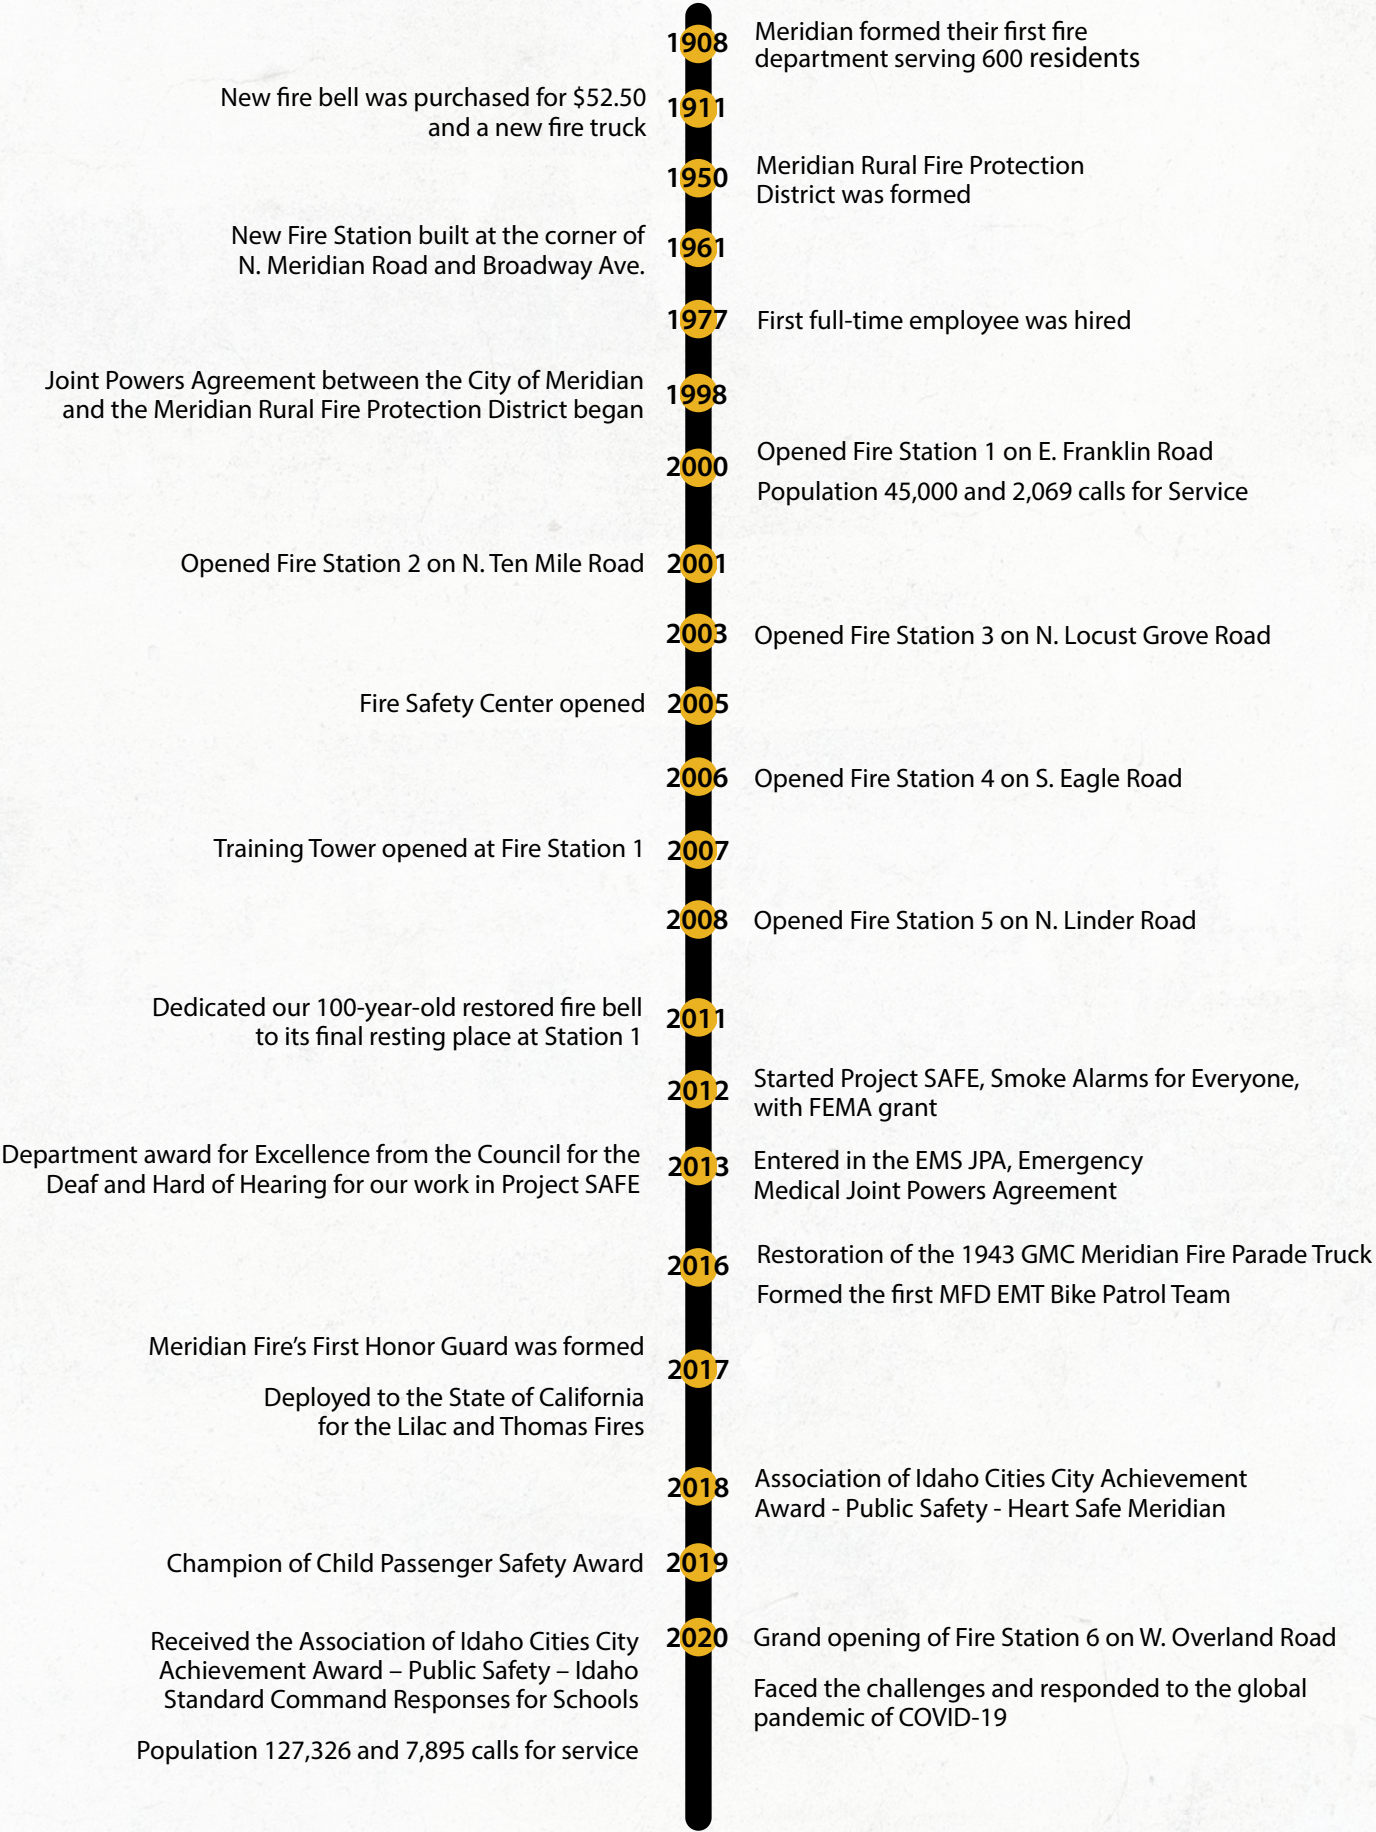 1908
Meridian formed their first fire
department serving 600 residents
New fire bell was purchased for $52.50
and a new fire truck
1911
1950
Meridian Rural Fire Protection
District was formed
New Fire Station built at the corner of
N. Meridian Road and Broadway Ave.
1961
1977
First full-time employee was hired
Joint Powers Agreement between the City of Meridian
and the Meridian Rural Fire Protection District began
1998
2000
Opened Fire Station 1 on E. Franklin Road
Population 45,000 and 2,069 calls for Service
Opened Fire Station 2 on N. Ten Mile Road
2001
2003
Opened Fire Station 3 on N. Locust Grove Road
Fire Safety Center opened
2005
2006
Opened Fire Station 4 on S. Eagle Road
Training Tower opened at Fire Station 1
2007
2008
Opened Fire Station 5 on N. Linder Road
Dedicated our 100-year-old restored fire bell
to its final resting place at Station 1
2011
2012
Started Project SAFE, Smoke Alarms for Everyone,
with FEMA grant
Department award for Excellence from the Council for the
Deaf and Hard of Hearing for our work in Project SAFE
2013
Entered in the EMS JPA, Emergency
Medical Joint Powers Agreement
2016
Restoration of the 1943 GMC Meridian Fire Parade Truck
Formed the first MFD EMT Bike Patrol Team
Meridian Fire’s First Honor Guard was formed
2017
Deployed to the State of California
for the Lilac and Thomas Fires
2018
Association of Idaho Cities City Achievement
Award - Public Safety - Heart Safe Meridian
Champion of Child Passenger Safety Award
2019
Received the Association of Idaho Cities City
Achievement Award – Public Safety – Idaho
Standard Command Responses for Schools
Population 127,326 and 7,895 calls for service
2020
Grand opening of Fire Station 6 on W. Overland Road
Faced the challenges and responded to the global
pandemic of COVID-19